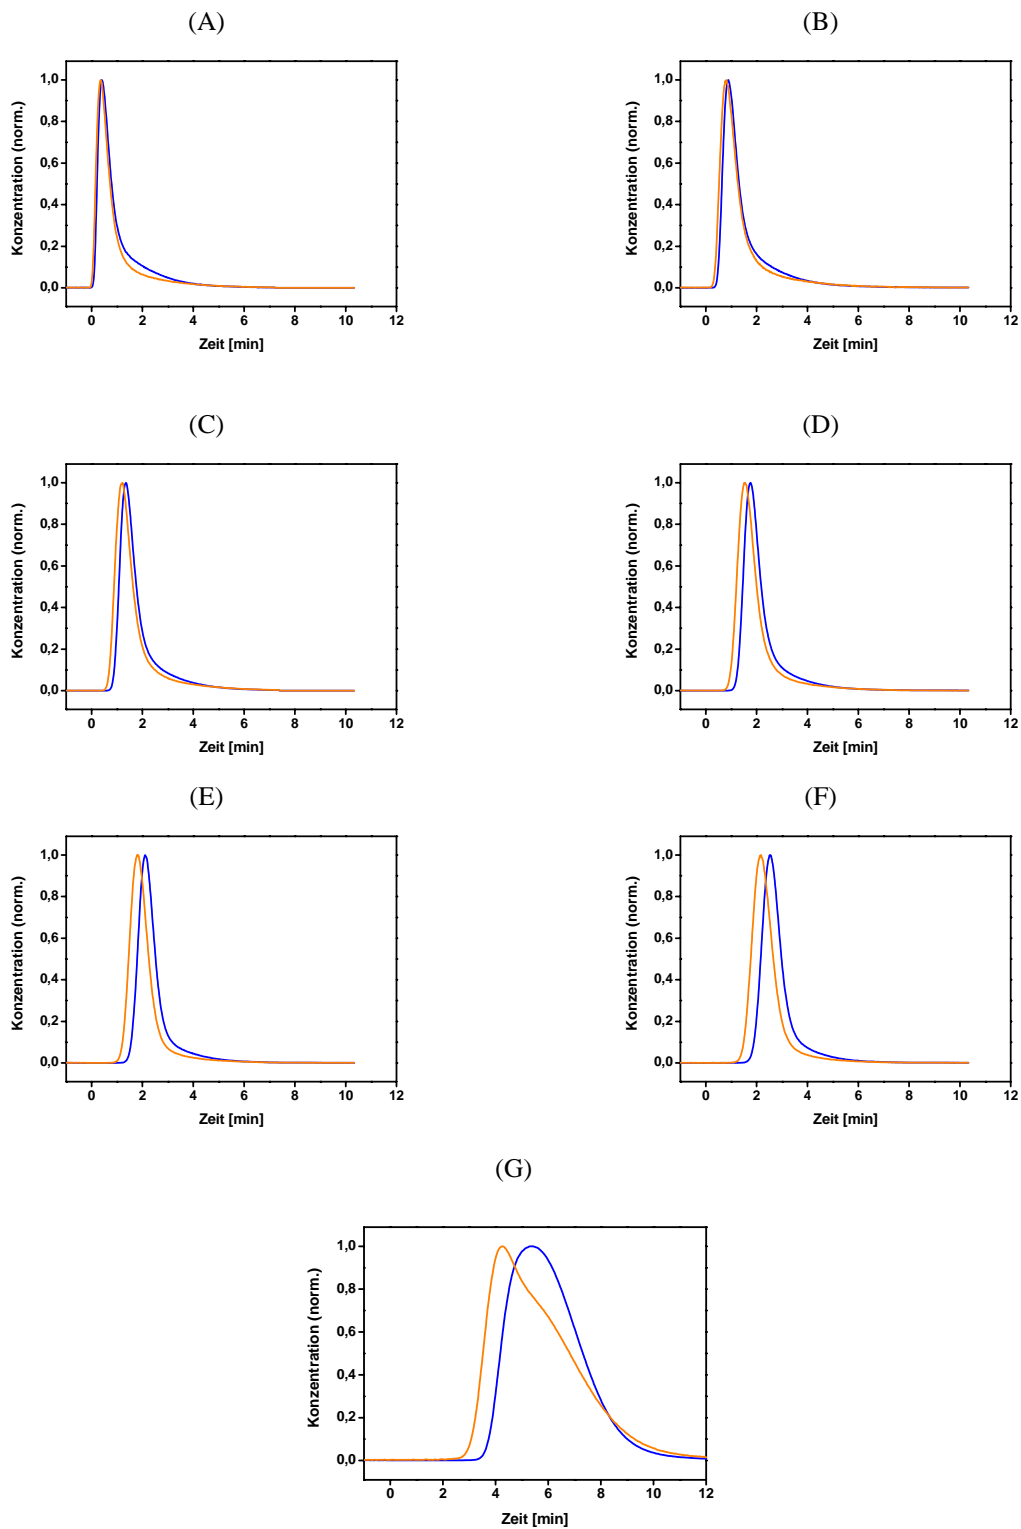 (A)
1,0
0,8
0,6
0,4
0,2
0,0
Konzentration (norm.)
0 2 4 6 8 10 12
Zeit [min]
(B)
1,0
0,8
0,6
0,4
0,2
0,0
Konzentration (norm.)
0 2 4 6 8 10 12
Zeit [min]
(C)
1,0
0,8
0,6
0,4
0,2
0,0
Konzentration (norm.)
0 2 4 6 8 10 12
Zeit [min]
(D)
1,0
0,8
0,6
0,4
0,2
0,0
Konzentration (norm.)
0 2 4 6 8 10 12
Zeit [min]
(E)
1,0
0,8
0,6
0,4
0,2
0,0
Konzentration (norm.)
0 2 4 6 8 10 12
Zeit [min]
(F)
1,0
0,8
0,6
0,4
0,2
0,0
Konzentration (norm.)
0 2 4 6 8 10 12
Zeit [min]
(G)
1,0
0,8
0,6
0,4
0,2
0,0
Konzentration (norm.)
0 2 4 6 8 10 12
Zeit [min]